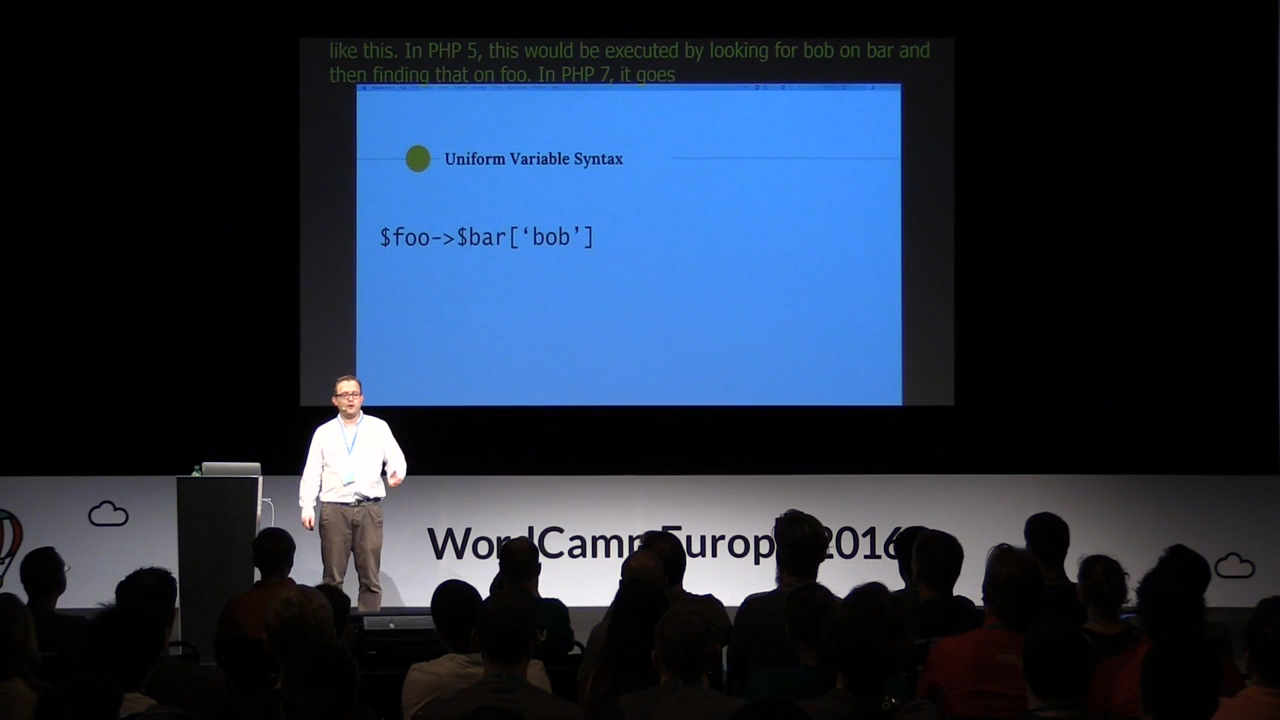 like this. In PHP 5, this would be executed by looking for bob on bar and
then finding that on foo. In PHP 7, it goes
Uniform Variable Syntax
$foo->$bar[‘bob’]
WordCamp Europe 2016